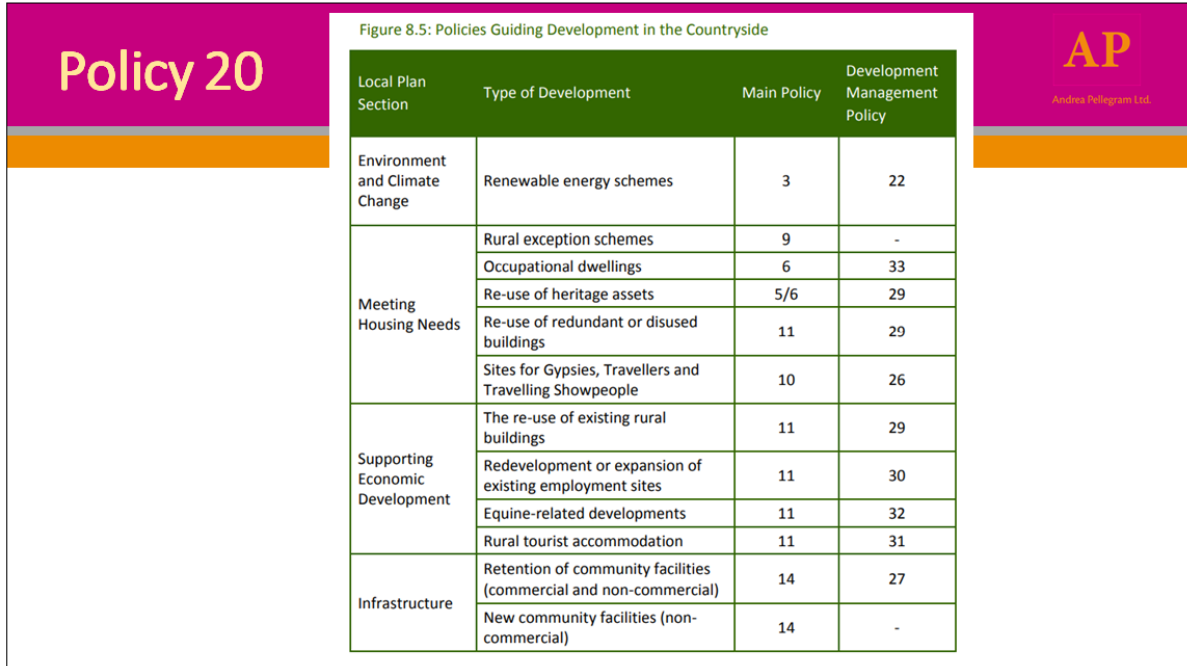 Policy 20
Figure 8.5: Policies Guiding Development in the Countryside
AP
Andrea Pellegram Ltd.
Local Plan
Section
Type of Development
Main Policy
Development
Management
Policy
Environment
and Climate
Change
Renewable energy schemes
3
22
Meeting
Housing Needs
Rural exception schemes
9
-
Occupational dwellings
6
33
Re-use of heritage assets
5/6
29
Re-use of redundant or disused
buildings
11
29
Sites for Gypsies, Travellers and
Travelling Showpeople
10
26
Supporting
Economic
Development
The re-use of existing rural
buildings
11
29
Redevelopment or expansion of
existing employment sites
11
30
Equine-related developments
11
32
Rural tourist accommodation
11
31
Infrastructure
Retention of community facilities
(commercial and non-commercial)
14
27
New community facilities (non-
commercial)
14
-